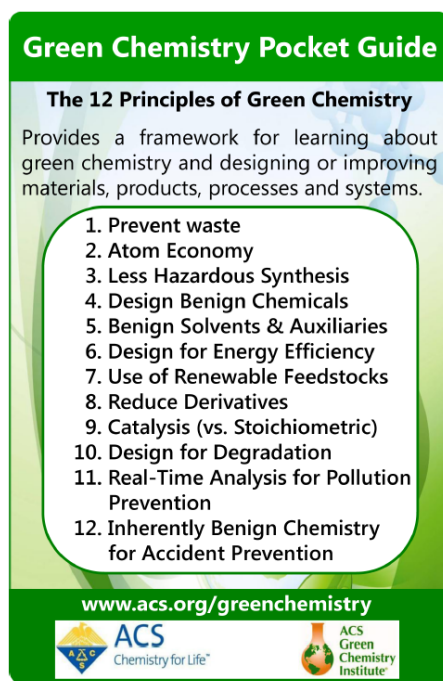 Green Chemistry Pocket Guide
The 12 Principles of Green Chemistry
Provides a framework for learning about
green chemistry and designing or improving
materials, products, processes and systems.
1. Prevent waste
2. Atom Economy
3. Less Hazardous Synthesis
4. Design Benign Chemicals
5. Benign Solvents & Auxiliaries
6. Design for Energy Efficiency
7. Use of Renewable Feedstocks
8. Reduce Derivatives
9. Catalysis (vs. Stoichiometric)
10. Design for Degradation
11. Real-Time Analysis for Pollution
Prevention
12. Inherently Benign Chemistry
for Accident Prevention
www.acs.org/greenchemistry
A C S
ACS
Chemistry for Life™
ACS
Green
Chemistry
Institute®